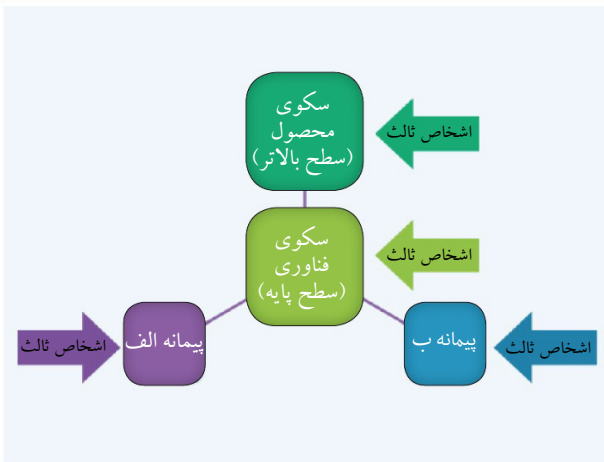 سکوی
محصول
(سطح بالاتر)
اشخاص ثالث
سکوی
فناوری
(سطح پایه)
اشخاص ثالث
پیمانه ب
اشخاص ثالث
پیمانه الف
اشخاص ثالث